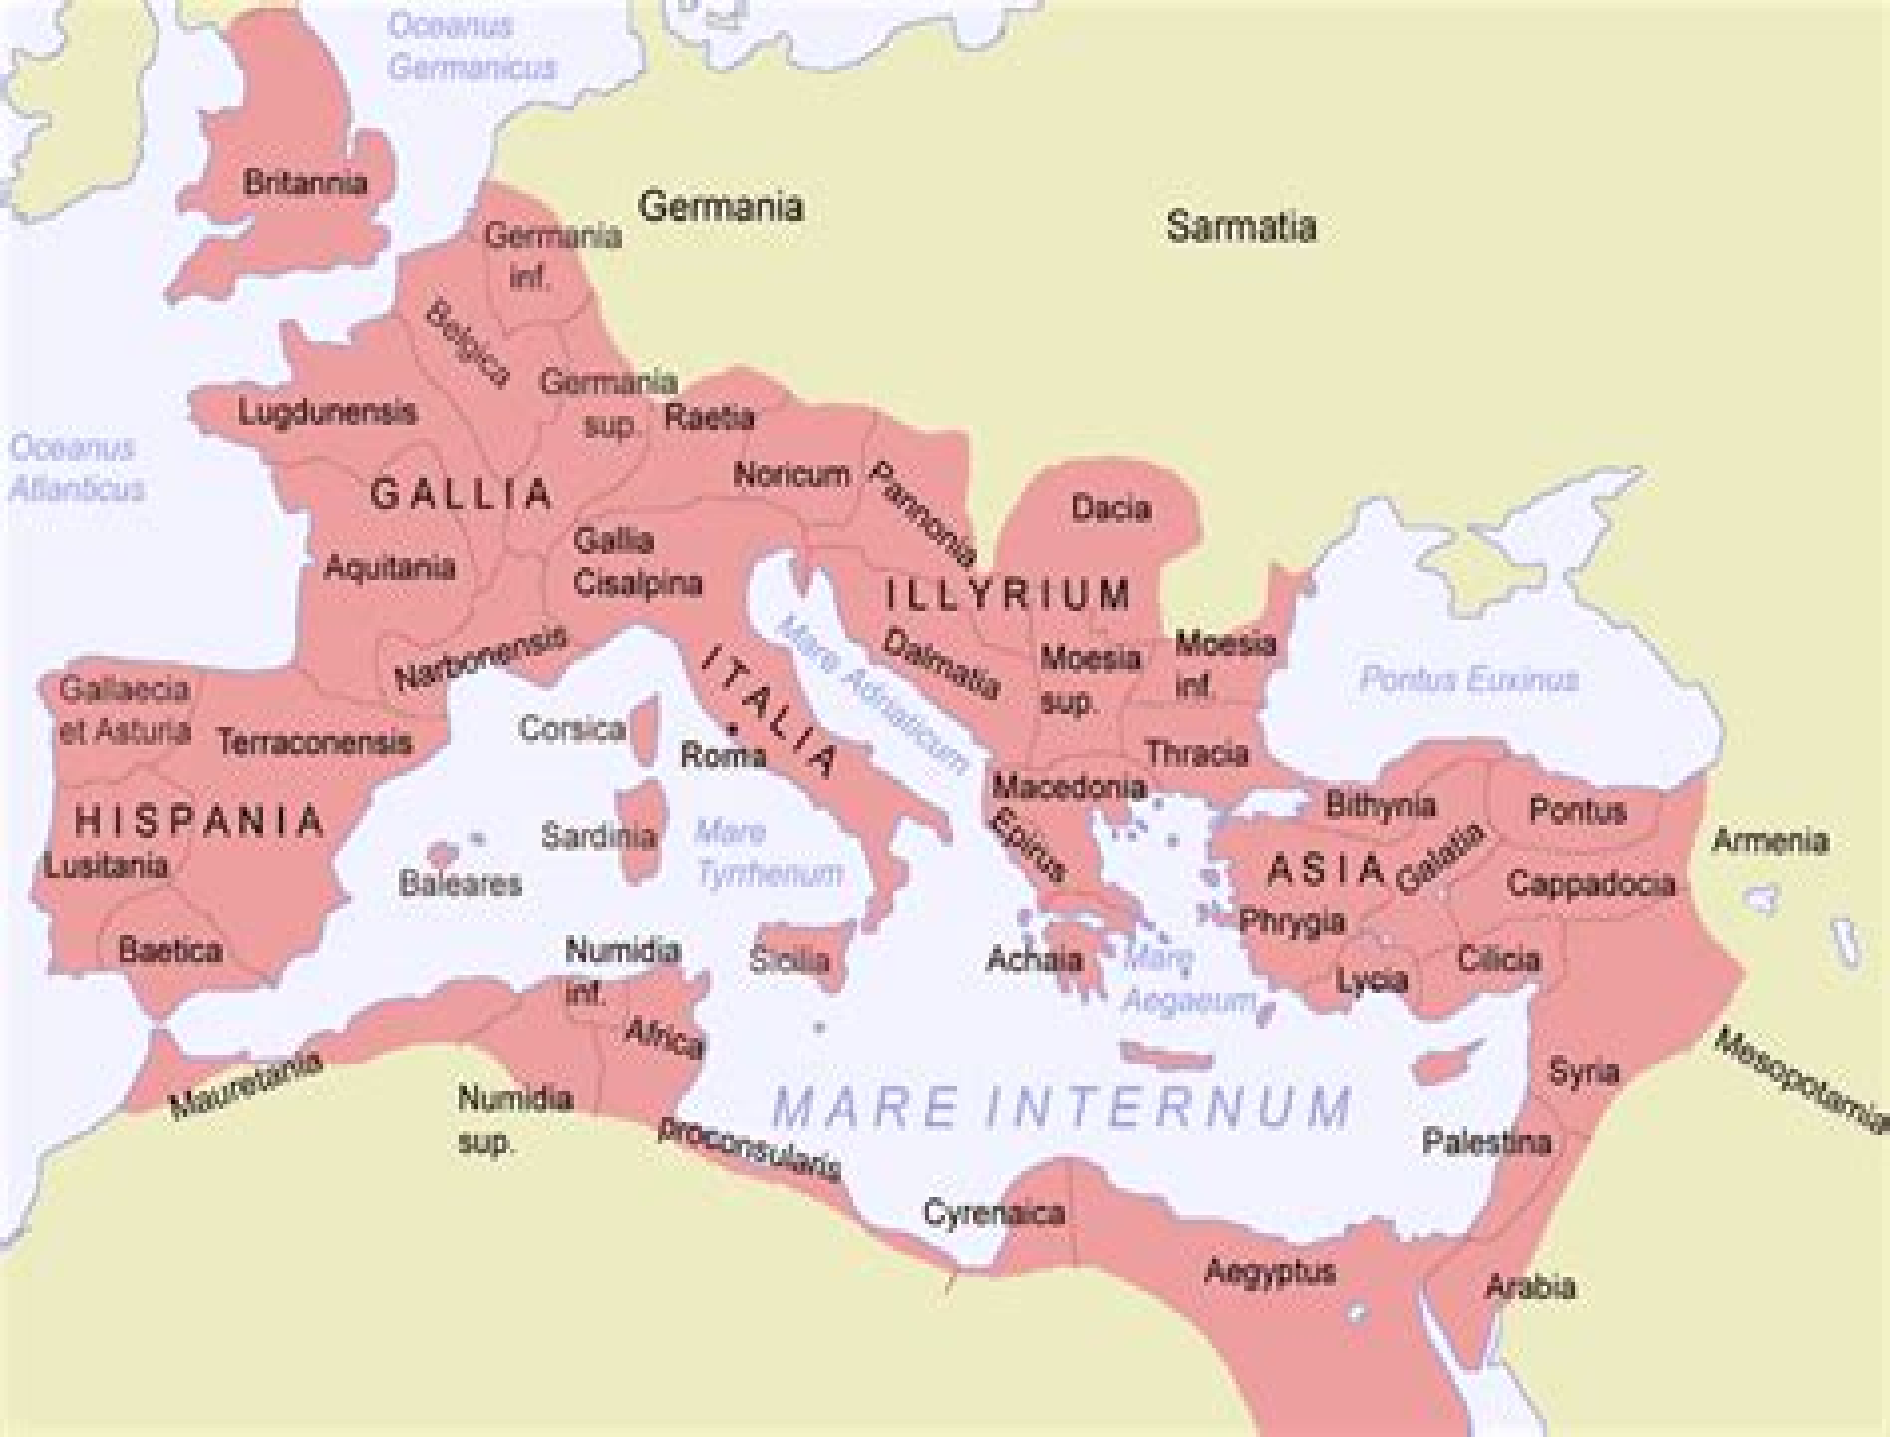 Oceanus
Germanicus
Britannia
Germania
Sarmatia
Germania
inf.
Belgica
Germania
sup.
Lugdunensis
Raetia
Oceanus
Atlanticus
GALLIA
Noricum
Pannonia
Dacia
Gallia
Cisalpina
Aquitania
ILLYRIUM
Narbonensis
ITALIA
Mare Adriaticum
Dalmatia
Moesia
sup.
Moesia
inf.
Pontus Euxinus
Gallaecia
et Asturia
Terraconensis
Corsica
Roma
Thracia
Macedonia
Bithynia
Pontus
HISPANIA
Sardinia
Mare
Tyrrhenum
Epirus
Armenia
Lusitania
Baleares
ASIA
Galatia
Cappadocia
Phrygia
Baetica
Numidia
inf.
Sicilia
Achaia
Mare
Aegaeum
Lycia
Cilicia
Africa
Mauretania
Numidia
sup.
MARE INTERNUM
Syria
Mesopotamia
proconsularis
Palestina
Cyrenaica
Aegyptus
Arabia